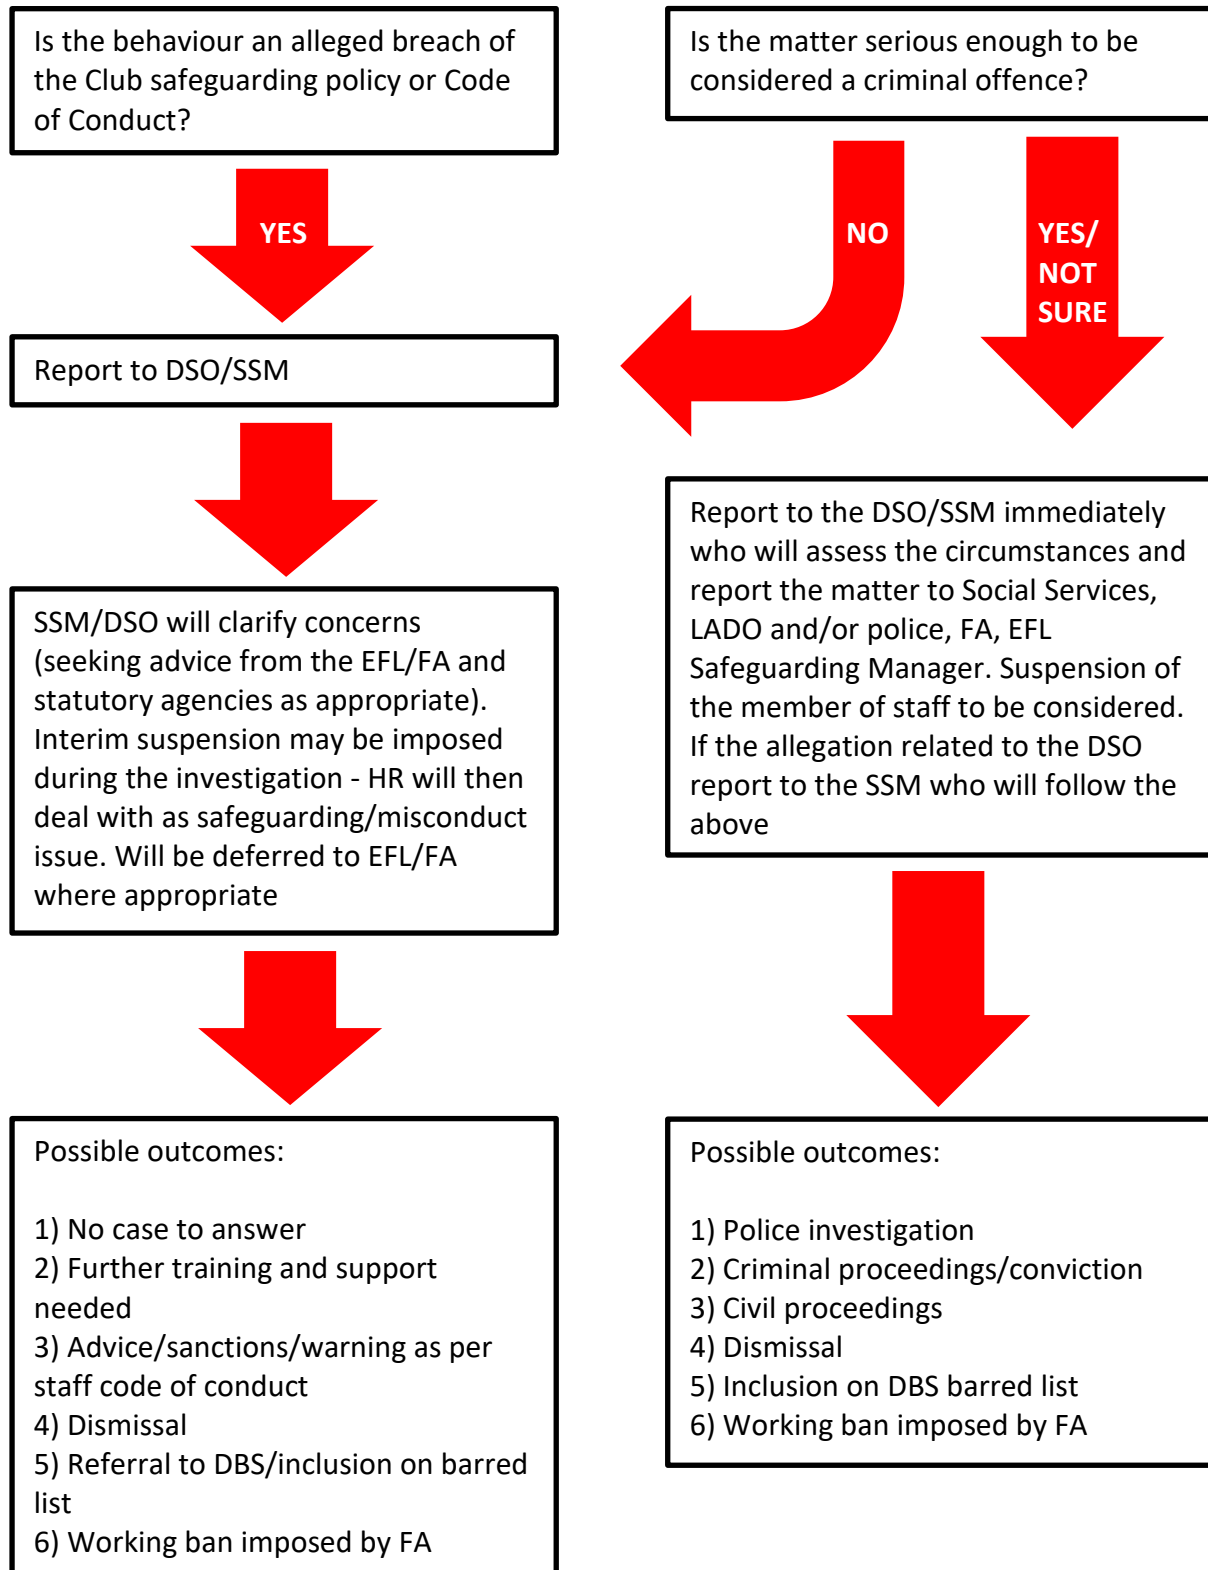 Is the behaviour an alleged breach of
the Club safeguarding policy or Code
of Conduct?
YES
Report to DSO/SSM
SSM/DSO will clarify concerns
(seeking advice from the EFL/FA and
statutory agencies as appropriate).
Interim suspension may be imposed
during the investigation - HR will then
deal with as safeguarding/misconduct
issue. Will be deferred to EFL/FA
where appropriate
Possible outcomes:
1) No case to answer
2) Further training and support
needed
3) Advice/sanctions/warning as per
staff code of conduct
4) Dismissal
5) Referral to DBS/inclusion on barred
list
6) Working ban imposed by FA
Is the matter serious enough to be
considered a criminal offence?
NO
YES/
NOT
SURE
Report to the DSO/SSM immediately
who will assess the circumstances and
report the matter to Social Services,
LADO and/or police, FA, EFL
Safeguarding Manager. Suspension of
the member of staff to be considered.
If the allegation related to the DSO
report to the SSM who will follow the
above
Possible outcomes:
1) Police investigation
2) Criminal proceedings/conviction
3) Civil proceedings
4) Dismissal
5) Inclusion on DBS barred list
6) Working ban imposed by FA